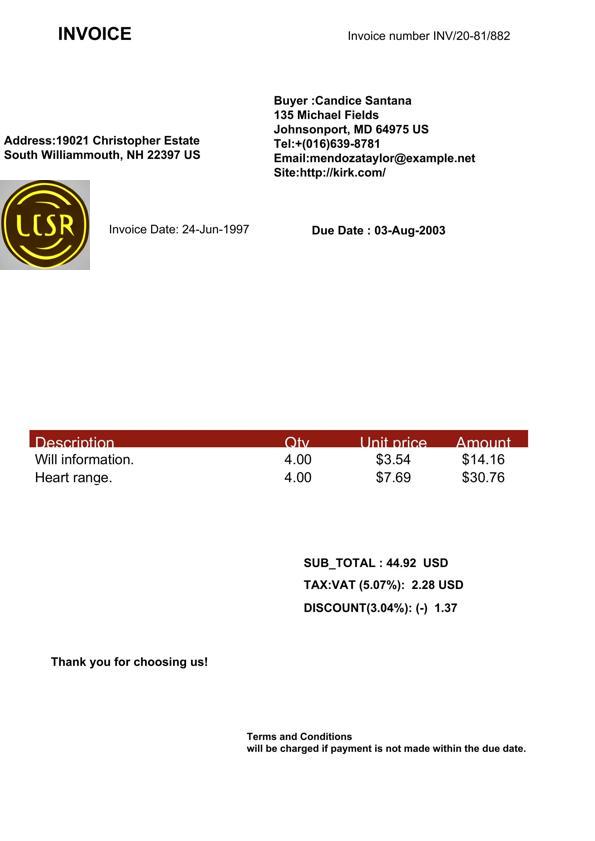 INVOICE
Invoice number INV/20-81/882
Buyer :Candice Santana
135 Michael Fields
Johnsonport, MD 64975 US
Tel:+(016)639-8781
Email:mendozataylor@example.net
Site:http://kirk.com/
Address:19021 Christopher Estate
South Williammouth, NH 22397 US
LCSR
Invoice Date: 24-Jun-1997
Due Date : 03-Aug-2003
Description Qty Unit price Amount
Will information. 4.00 $3.54 $14.16
Heart range. 4.00 $7.69 $30.76
SUB_TOTAL : 44.92 USD
TAX:VAT (5.07%): 2.28 USD
DISCOUNT(3.04%): (-) 1.37
Thank you for choosing us!
Terms and Conditions
will be charged if payment is not made within the due date.